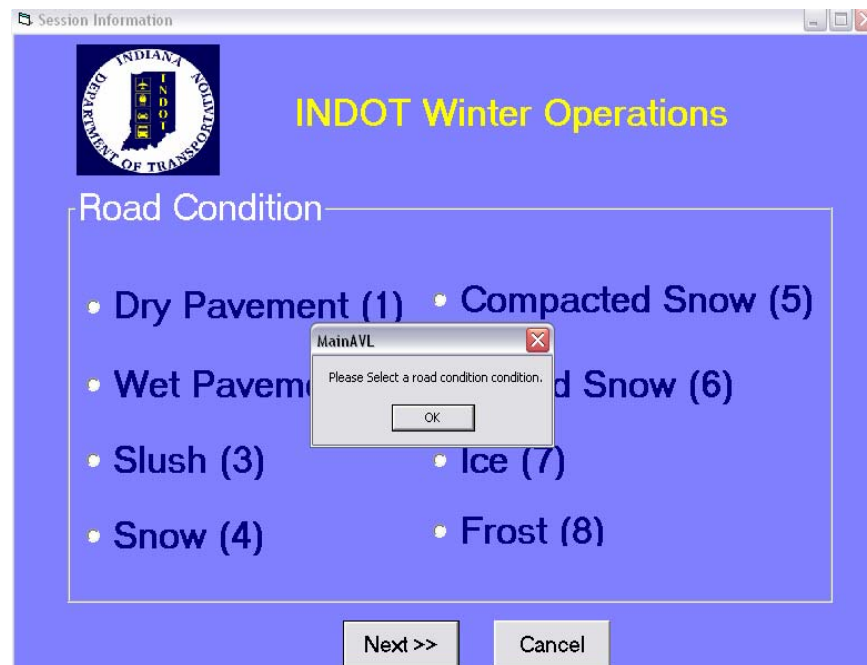 Session Information
INDIANA
DEPARTMENT OF TRANSPORTATION
INDOT
INDOT Winter Operations
Road Condition
Dry Pavement (1)
Compacted Snow (5)
MainAVL
Please Select a road condition condition.
OK
Wet
Snow (6)
Slush (3)
Ice (7)
Snow (4)
Frost (8)
Next >>
Cancel